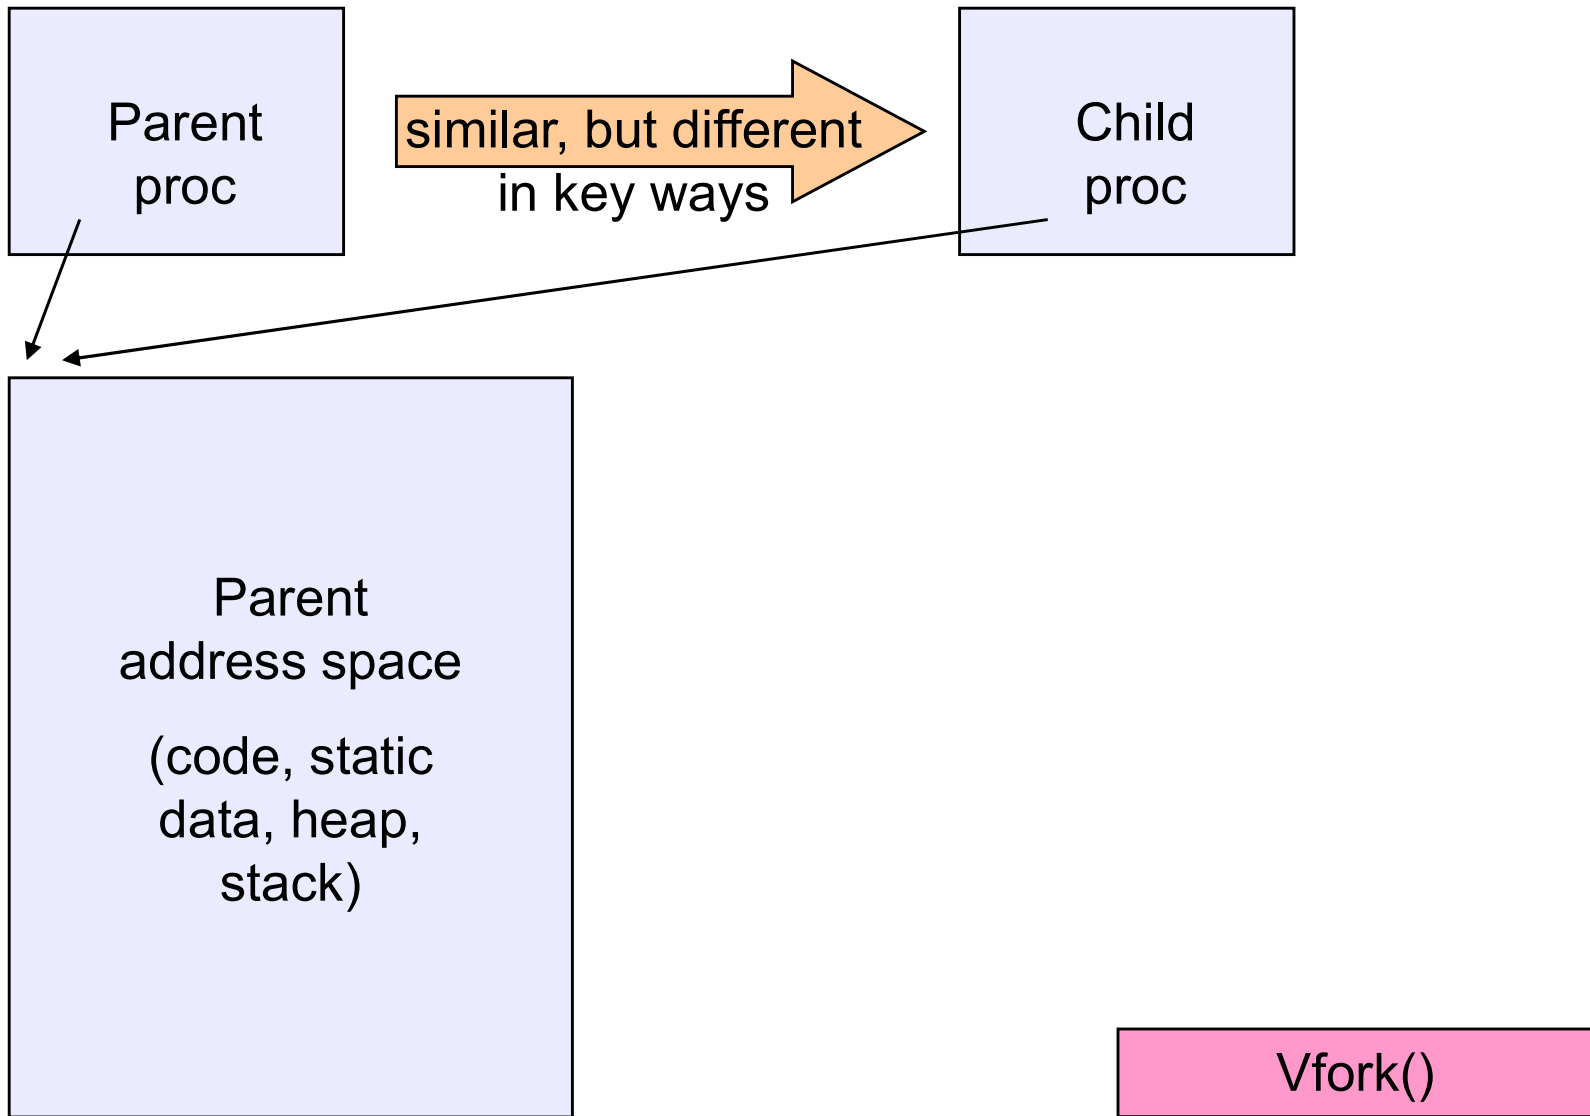 Parent
proc
similar, but different
in key ways
Child
proc
Parent
address space
(code, static
data, heap,
stack)
Vfork()